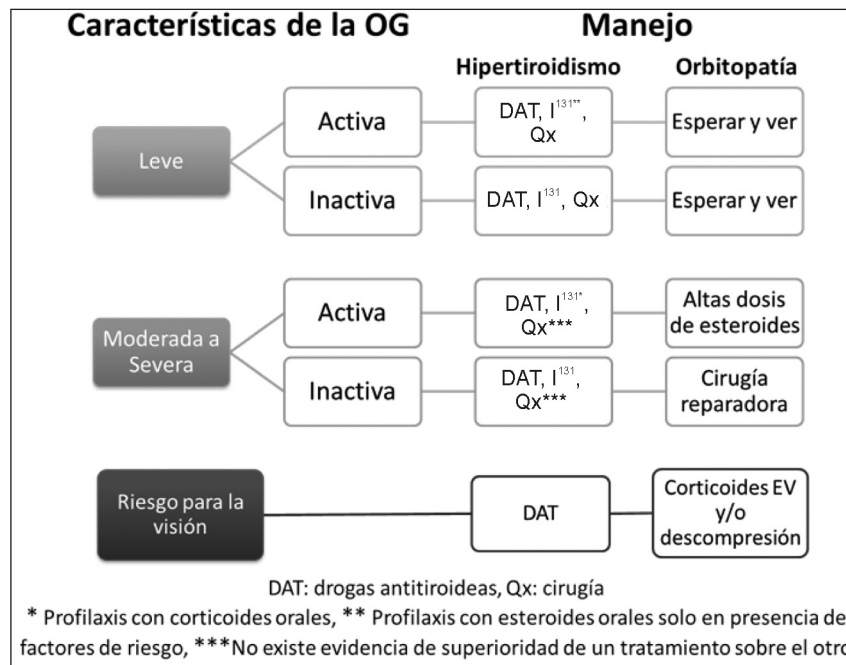 Características de la OG
Manejo
Hipertiroidismo
Orbitopatía
Leve
Activa
DAT, I131**,
Qx
Esperar y ver
Inactiva
DAT, I131, Qx
Esperar y ver
Moderada a
Severa
Activa
DAT, I131*,
Qx***
Altas dosis
de esteroides
Inactiva
DAT, I131,
Qx***
Cirugía
reparadora
Riesgo para la
visión
DAT
Corticoides EV
y/o
descompresión
DAT: drogas antitiroideas, Qx: cirugía
* Profilaxis con corticoides orales, ** Profilaxis con esteroides orales solo en presencia de
factores de riesgo, ***No existe evidencia de superioridad de un tratamiento sobre el otro